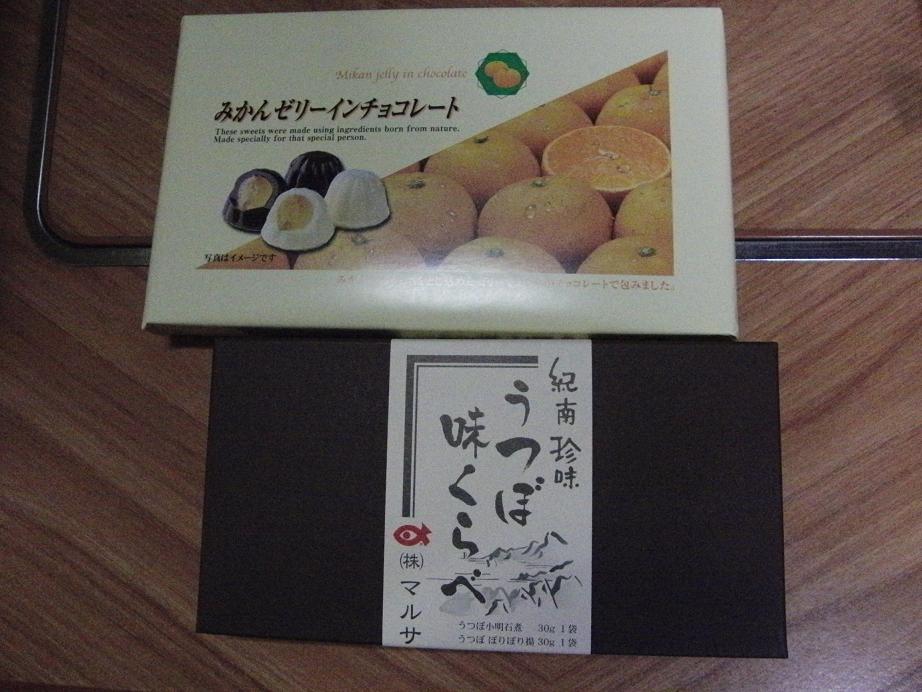 Mikan jelly in chocolate
みかんゼリーインチョコレート
These sweets were made using ingredients born from nature.
Made specially for that special person.
写真はイメージです
チョコレートで包みました。
紀南珍味
うつぼ
味くらべ
㈱マルサ
うつぼ小明石煮 30g 1袋
うつぼ ぽりぽり揚 30g 1袋